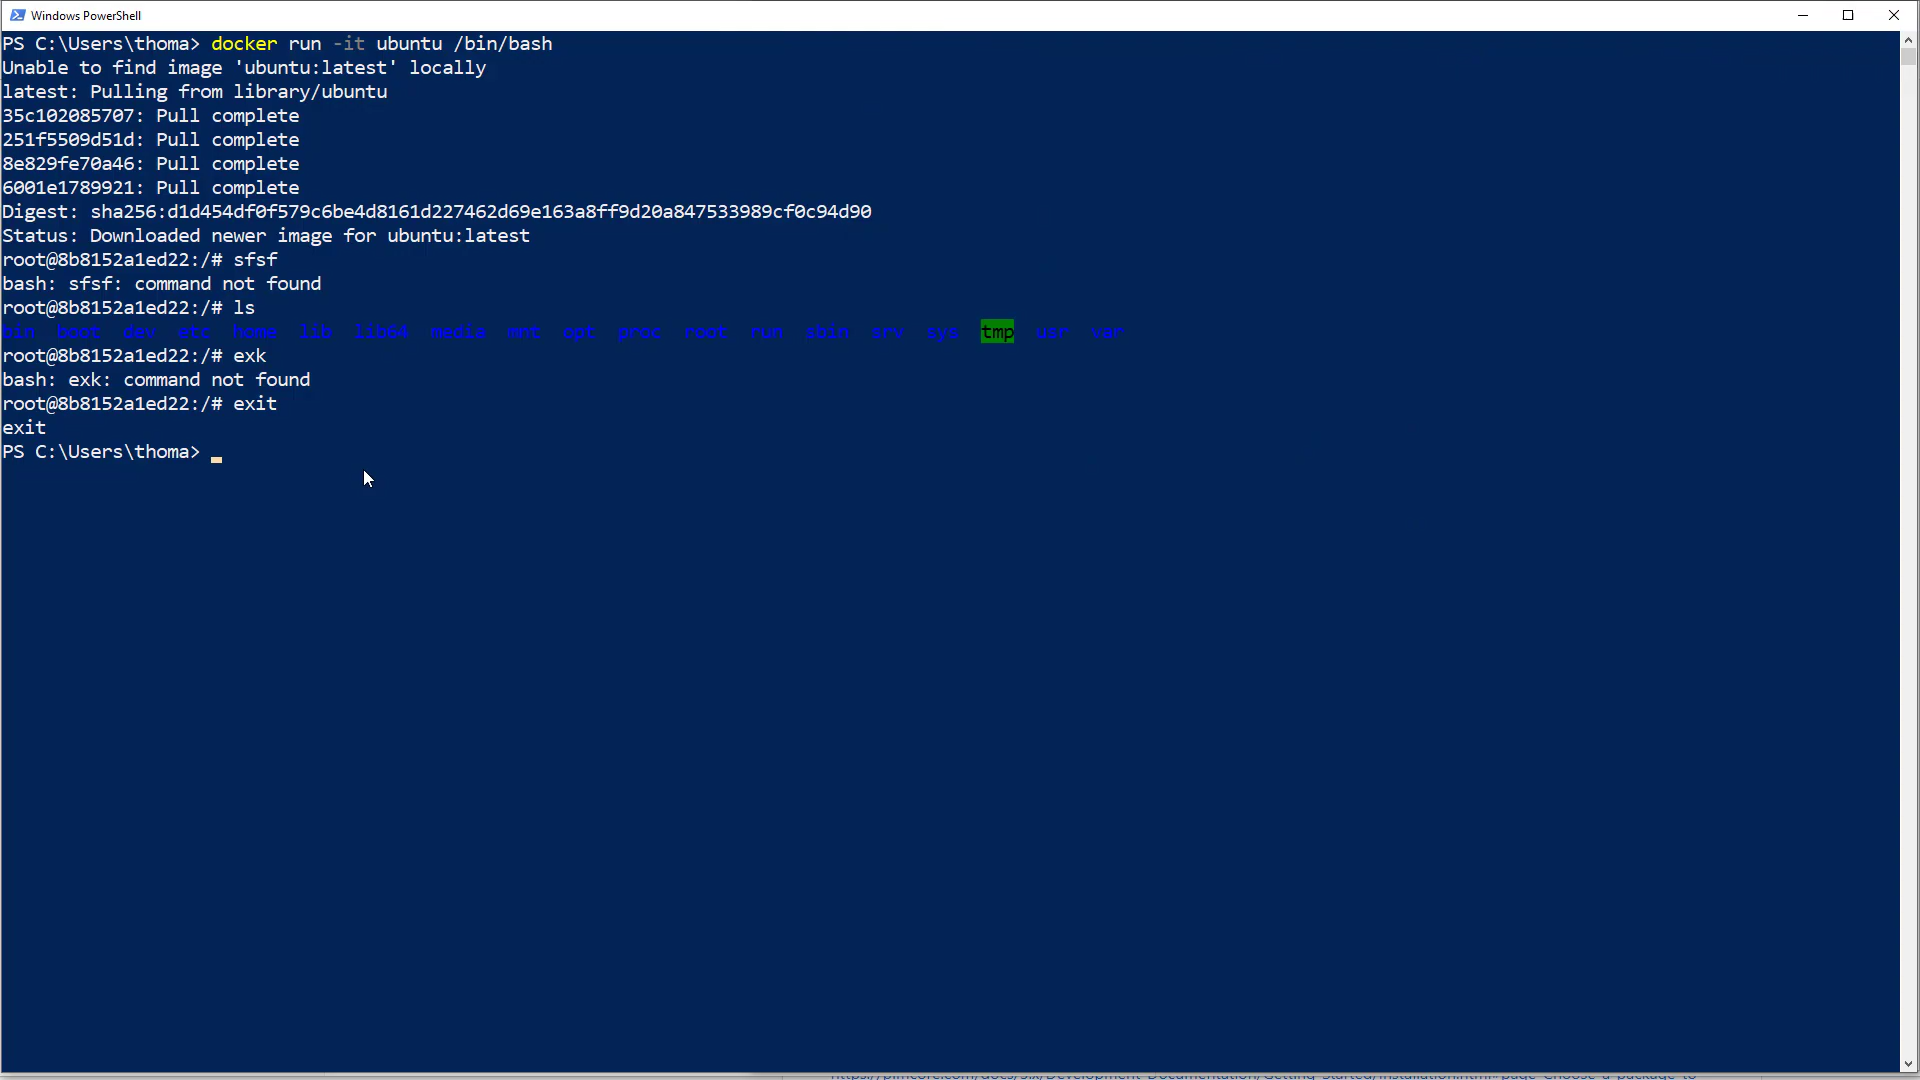 Windows PowerShell
PS C:\Users\thoma> docker run -it ubuntu /bin/bash
Unable to find image 'ubuntu:latest' locally
latest: Pulling from library/ubuntu
35c102085707: Pull complete
251f5509d51d: Pull complete
8e829fe70a46: Pull complete
6001e1789921: Pull complete
Digest: sha256:d1d454df0f579c6be4d8161d227462d69e163a8ff9d20a847533989cf0c94d90
Status: Downloaded newer image for ubuntu:latest
root@8b8152a1ed22:/# sfsf
bash: sfsf: command not found
root@8b8152a1ed22:/# ls
bin boot dev etc home lib lib64 media mnt opt proc root run sbin srv sys tmp usr var
root@8b8152a1ed22:/# exk
bash: exk: command not found
root@8b8152a1ed22:/# exit
exit
PS C:\Users\thoma>